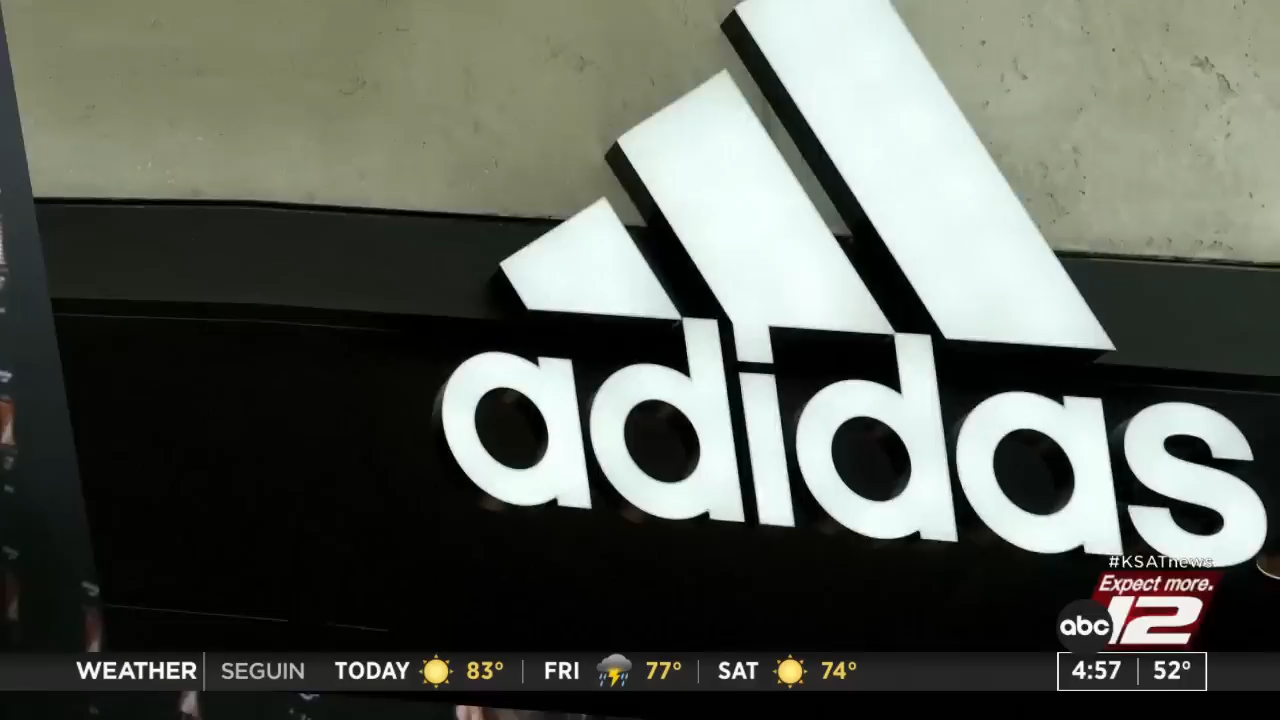 adidas
#KSATnews
Expect more.
abc 12
WEATHER SEGUIN TODAY 83° FRI 77° SAT 74° 4:57 52°